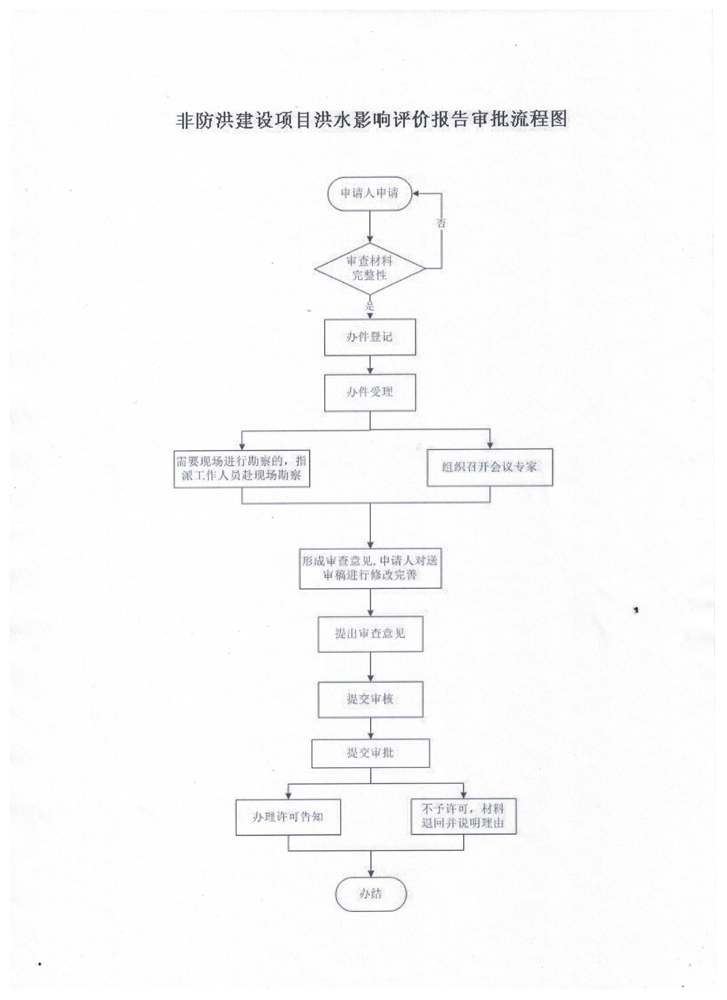 非防洪建设项目洪水影响评价报告审批流程图
申请人申请
否
审查材料
完整性
是
办件登记
办件受理
需要现场进行勘察的，指
派工作人员赴现场勘察
组织召开会议专家
形成审查意见,申请人对送
审稿进行修改完善
提出审查意见
提交审核
提交审批
办理许可告知
不予许可，材料
退回并说明理由
办结